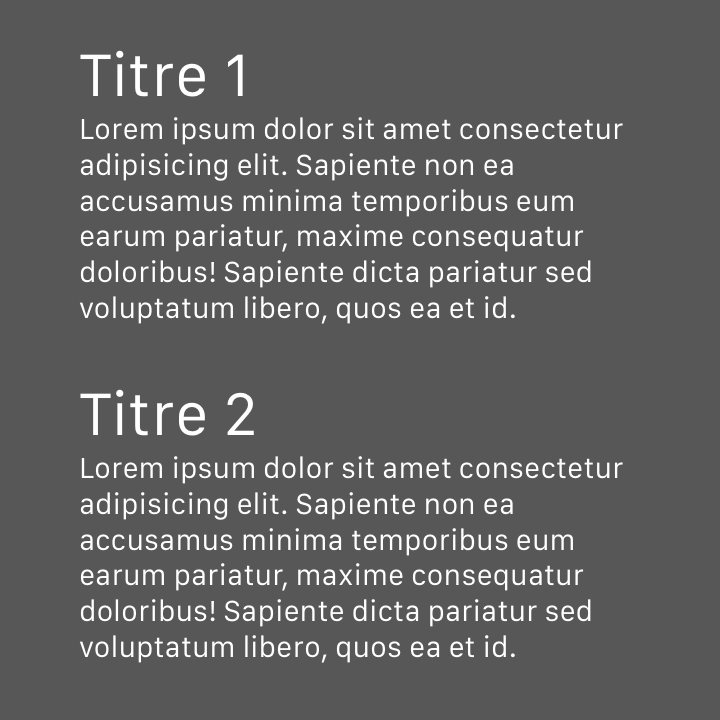 Titre 1
Lorem ipsum dolor sit amet consectetur
adipisicing elit. Sapiente non ea
accusamus minima temporibus eum
earum pariatur, maxime consequatur
doloribus! Sapiente dicta pariatur sed
voluptatum libero, quos ea et id.
Titre 2
Lorem ipsum dolor sit amet consectetur
adipisicing elit. Sapiente non ea
accusamus minima temporibus eum
earum pariatur, maxime consequatur
doloribus! Sapiente dicta pariatur sed
voluptatum libero, quos ea et id.